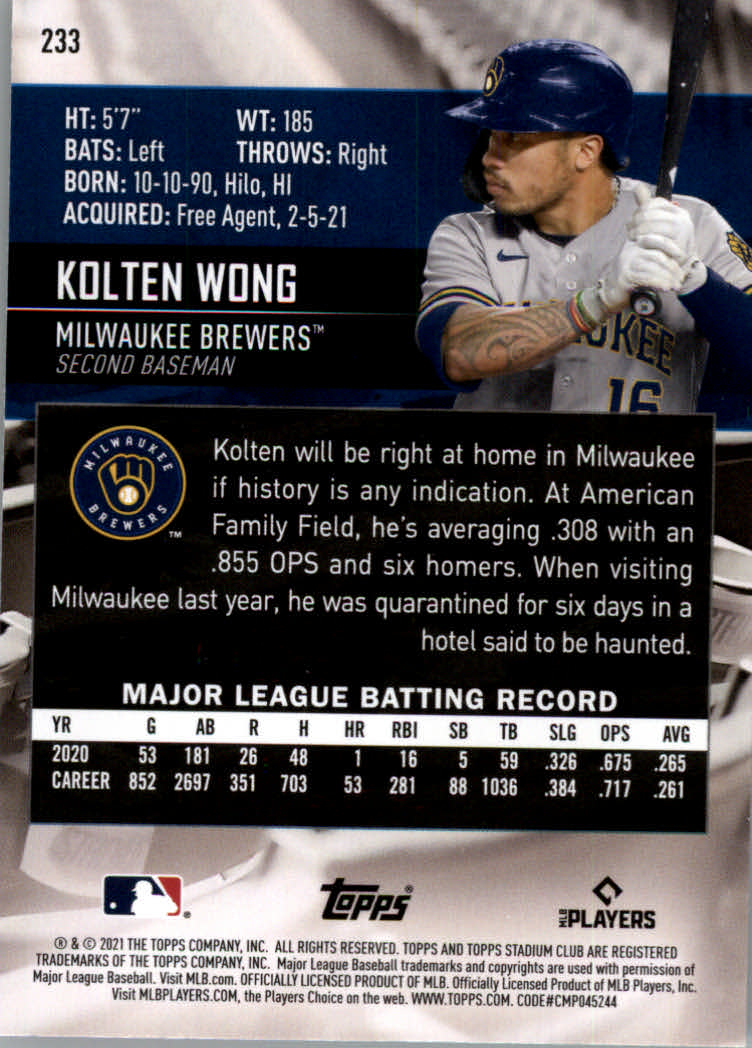 233
HT: 5'7" WT: 185
BATS: Left THROWS: Right
BORN: 10-10-90, Hilo, HI
ACQUIRED: Free Agent, 2-5-21
KOLTEN WONG
MILWAUKEE BREWERS™
SECOND BASEMAN
UKEE
16
MILWAUKEE
BREWERS
™
Kolten will be right at home in Milwaukee
if history is any indication. At American
Family Field, he's averaging .308 with an
.855 OPS and six homers. When visiting
Milwaukee last year, he was quarantined for six days in a
hotel said to be haunted.
MAJOR LEAGUE BATTING RECORD
YR G AB R H HR RBI SB TB SLG OPS AVG
2020 53 181 26 48 1 16 5 59 .326 .675 .265
CAREER 852 2697 351 703 53 281 88 1036 .384 .717 .261
®
topps®
MLB PLAYERS
® & © 2021 THE TOPPS COMPANY, INC. ALL RIGHTS RESERVED. TOPPS AND TOPPS STADIUM CLUB ARE REGISTERED
TRADEMARKS OF THE TOPPS COMPANY, INC. Major League Baseball trademarks and copyrights are used with permission of
Major League Baseball. Visit MLB.com. OFFICIALLY LICENSED PRODUCT OF MLB. Officially Licensed Product of MLB Players, Inc.
Visit MLBPLAYERS.COM, the Players Choice on the web. WWW.TOPPS.COM. CODE#CMP045244